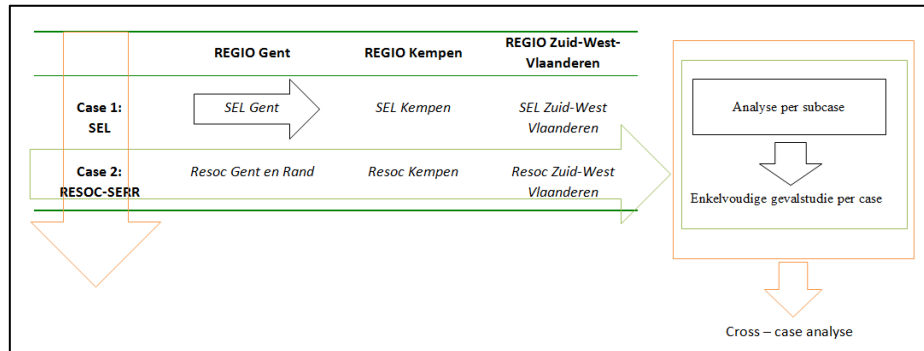 REGIO Gent
REGIO Kempen
REGIO Zuid-West-
Vlaanderen
Case 1:
SEL
SEL Gent
SEL Kempen
SEL Zuid-West
Vlaanderen
Case 2:
RESOC-SERR
Resoc Gent en Rand
Resoc Kempen
Resoc Zuid-West
Vlaanderen
Analyse per subcase
Enkelvoudige gevalstudie per case
Cross – case analyse